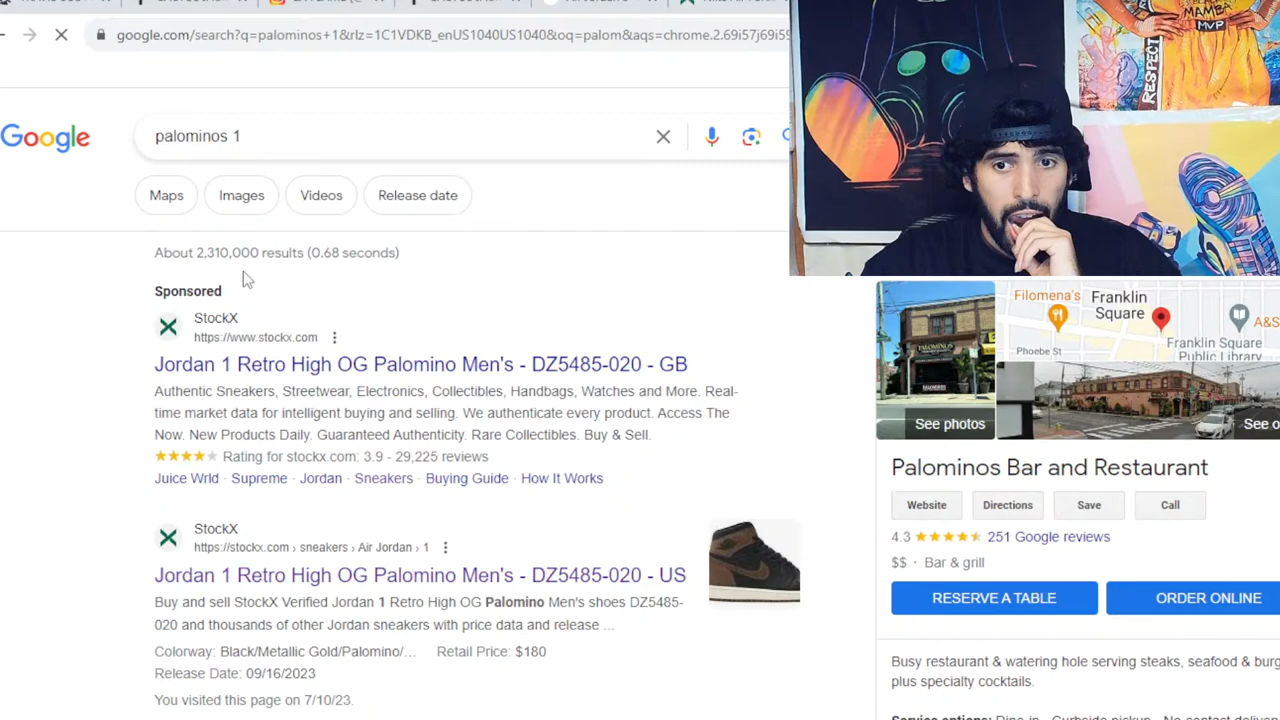 google.com/search?q=palominos+1&rlz=1C1VDKB_enUS1040US1040&oq=palom&aqs=chrome.2.69i57j69i59
Google
palominos 1
Maps
Images
Videos
Release date
About 2,310,000 results (0.68 seconds)
Sponsored
StockX
https://www.stockx.com
Jordan 1 Retro High OG Palomino Men's - DZ5485-020 - GB
Authentic Sneakers, Streetwear, Electronics, Collectibles, Handbags, Watches and More. Real-
time market data for intelligent buying and selling. We authenticate every product. Access The
Now. New Products Daily. Guaranteed Authenticity. Rare Collectibles. Buy & Sell.
Rating for stockx.com: 3.9 - 29,225 reviews
Juice Wrld · Supreme · Jordan · Sneakers · Buying Guide · How It Works
StockX
https://stockx.com › sneakers › Air Jordan › 1
Jordan 1 Retro High OG Palomino Men's - DZ5485-020 - US
Buy and sell StockX Verified Jordan 1 Retro High OG Palomino Men's shoes DZ5485-
020 and thousands of other Jordan sneakers with price data and release ...
Colorway: Black/Metallic Gold/Palomino/... Retail Price: $180
Release Date: 09/16/2023
You visited this page on 7/10/23.
MAMBA
MVP
RESPECT
Filomena's
Franklin
Square
A&S
Phoebe St
Franklin Square
Public Library
PALOMINOS
See photos
See o
Palominos Bar and Restaurant
Website
Directions
Save
Call
4.3
251 Google reviews
$$ · Bar & grill
RESERVE A TABLE
ORDER ONLINE
Busy restaurant & watering hole serving steaks, seafood & burg
plus specialty cocktails.